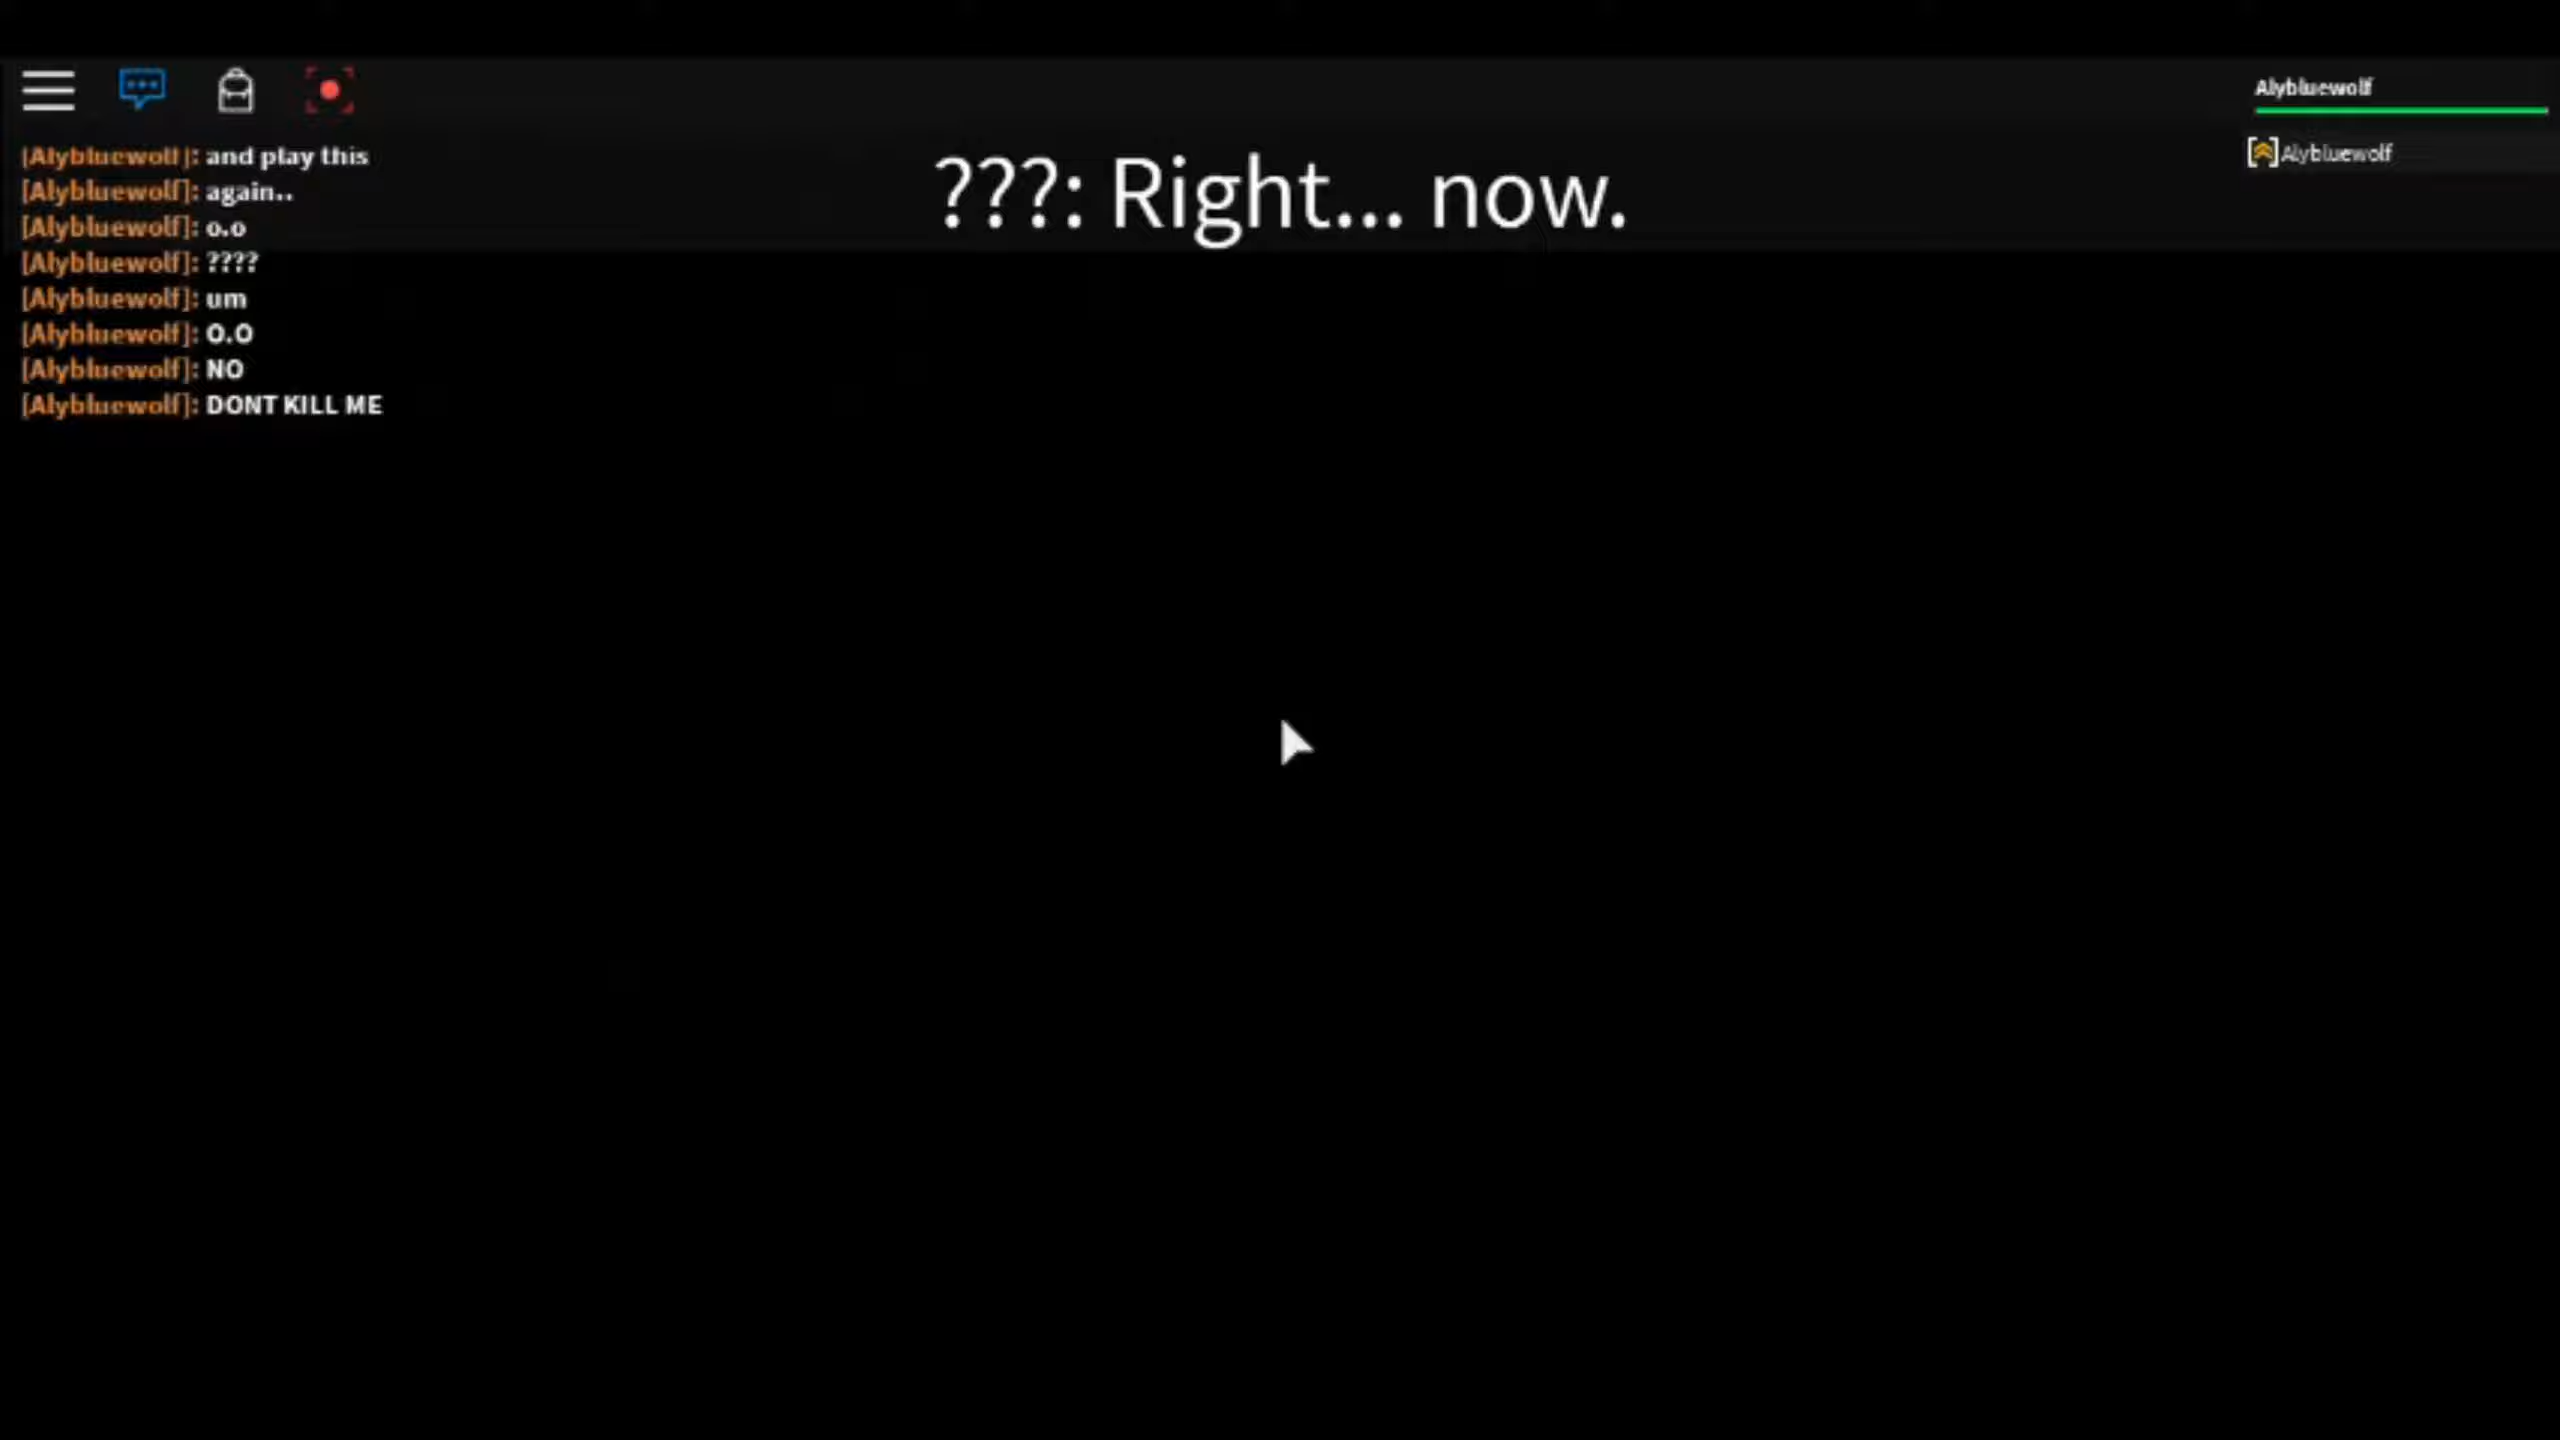 Alybluewolf
[Alybluewolf]: and play this
???: Right... now.
Alybluewolf
[Alybluewolf]: again..
[Alybluewolf]: o.o
[Alybluewolf]: ????
[Alybluewolf]: um
[Alybluewolf]: O.O
[Alybluewolf]: NO
[Alybluewolf]: DONT KILL ME